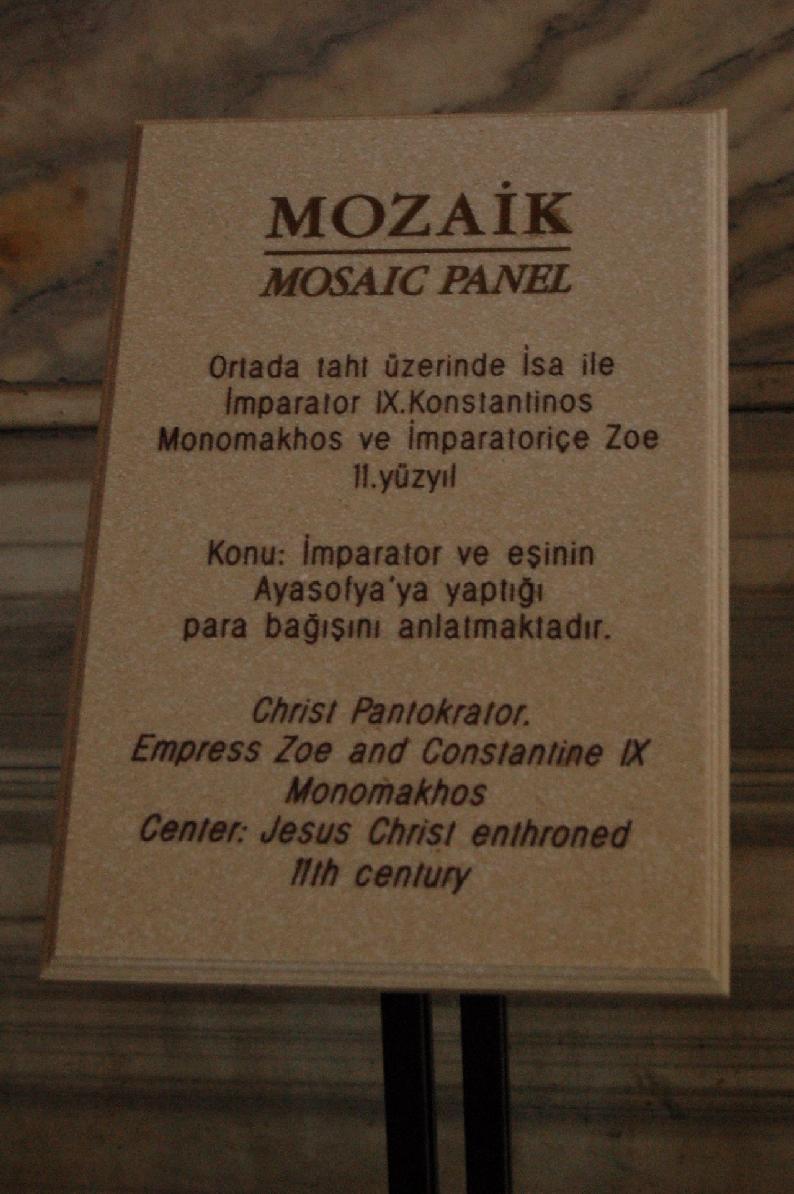 MOZAİK
MOSAIC PANEL
Ortada taht üzerinde İsa ile
İmparator IX.Konstantinos
Monomakhos ve İmparatoriçe Zoe
11.yüzyıl
Konu: İmparator ve eşinin
Ayasofya'ya yaptığı
para bağışını anlatmaktadır.
Christ Pantokrator.
Empress Zoe and Constantine IX
Monomakhos
Center: Jesus Christ enthroned
11th century